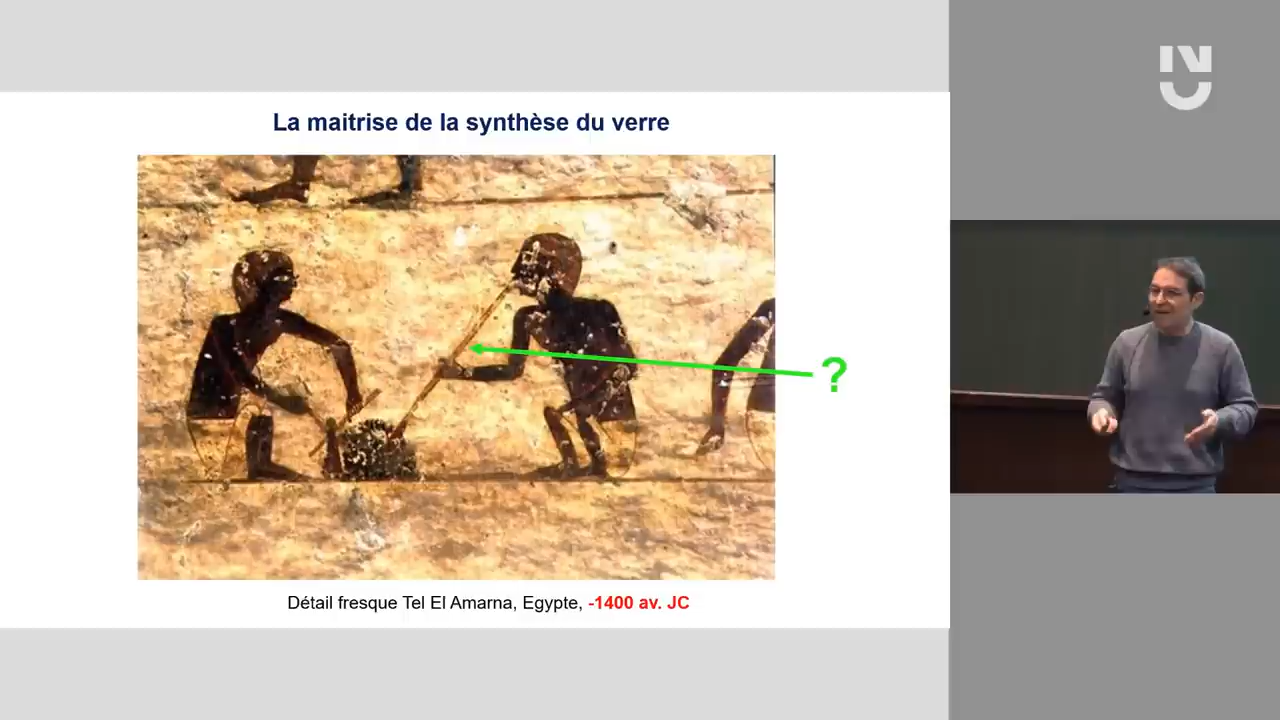 La maitrise de la synthèse du verre
?
Détail fresque Tel El Amarna, Egypte, -1400 av. JC